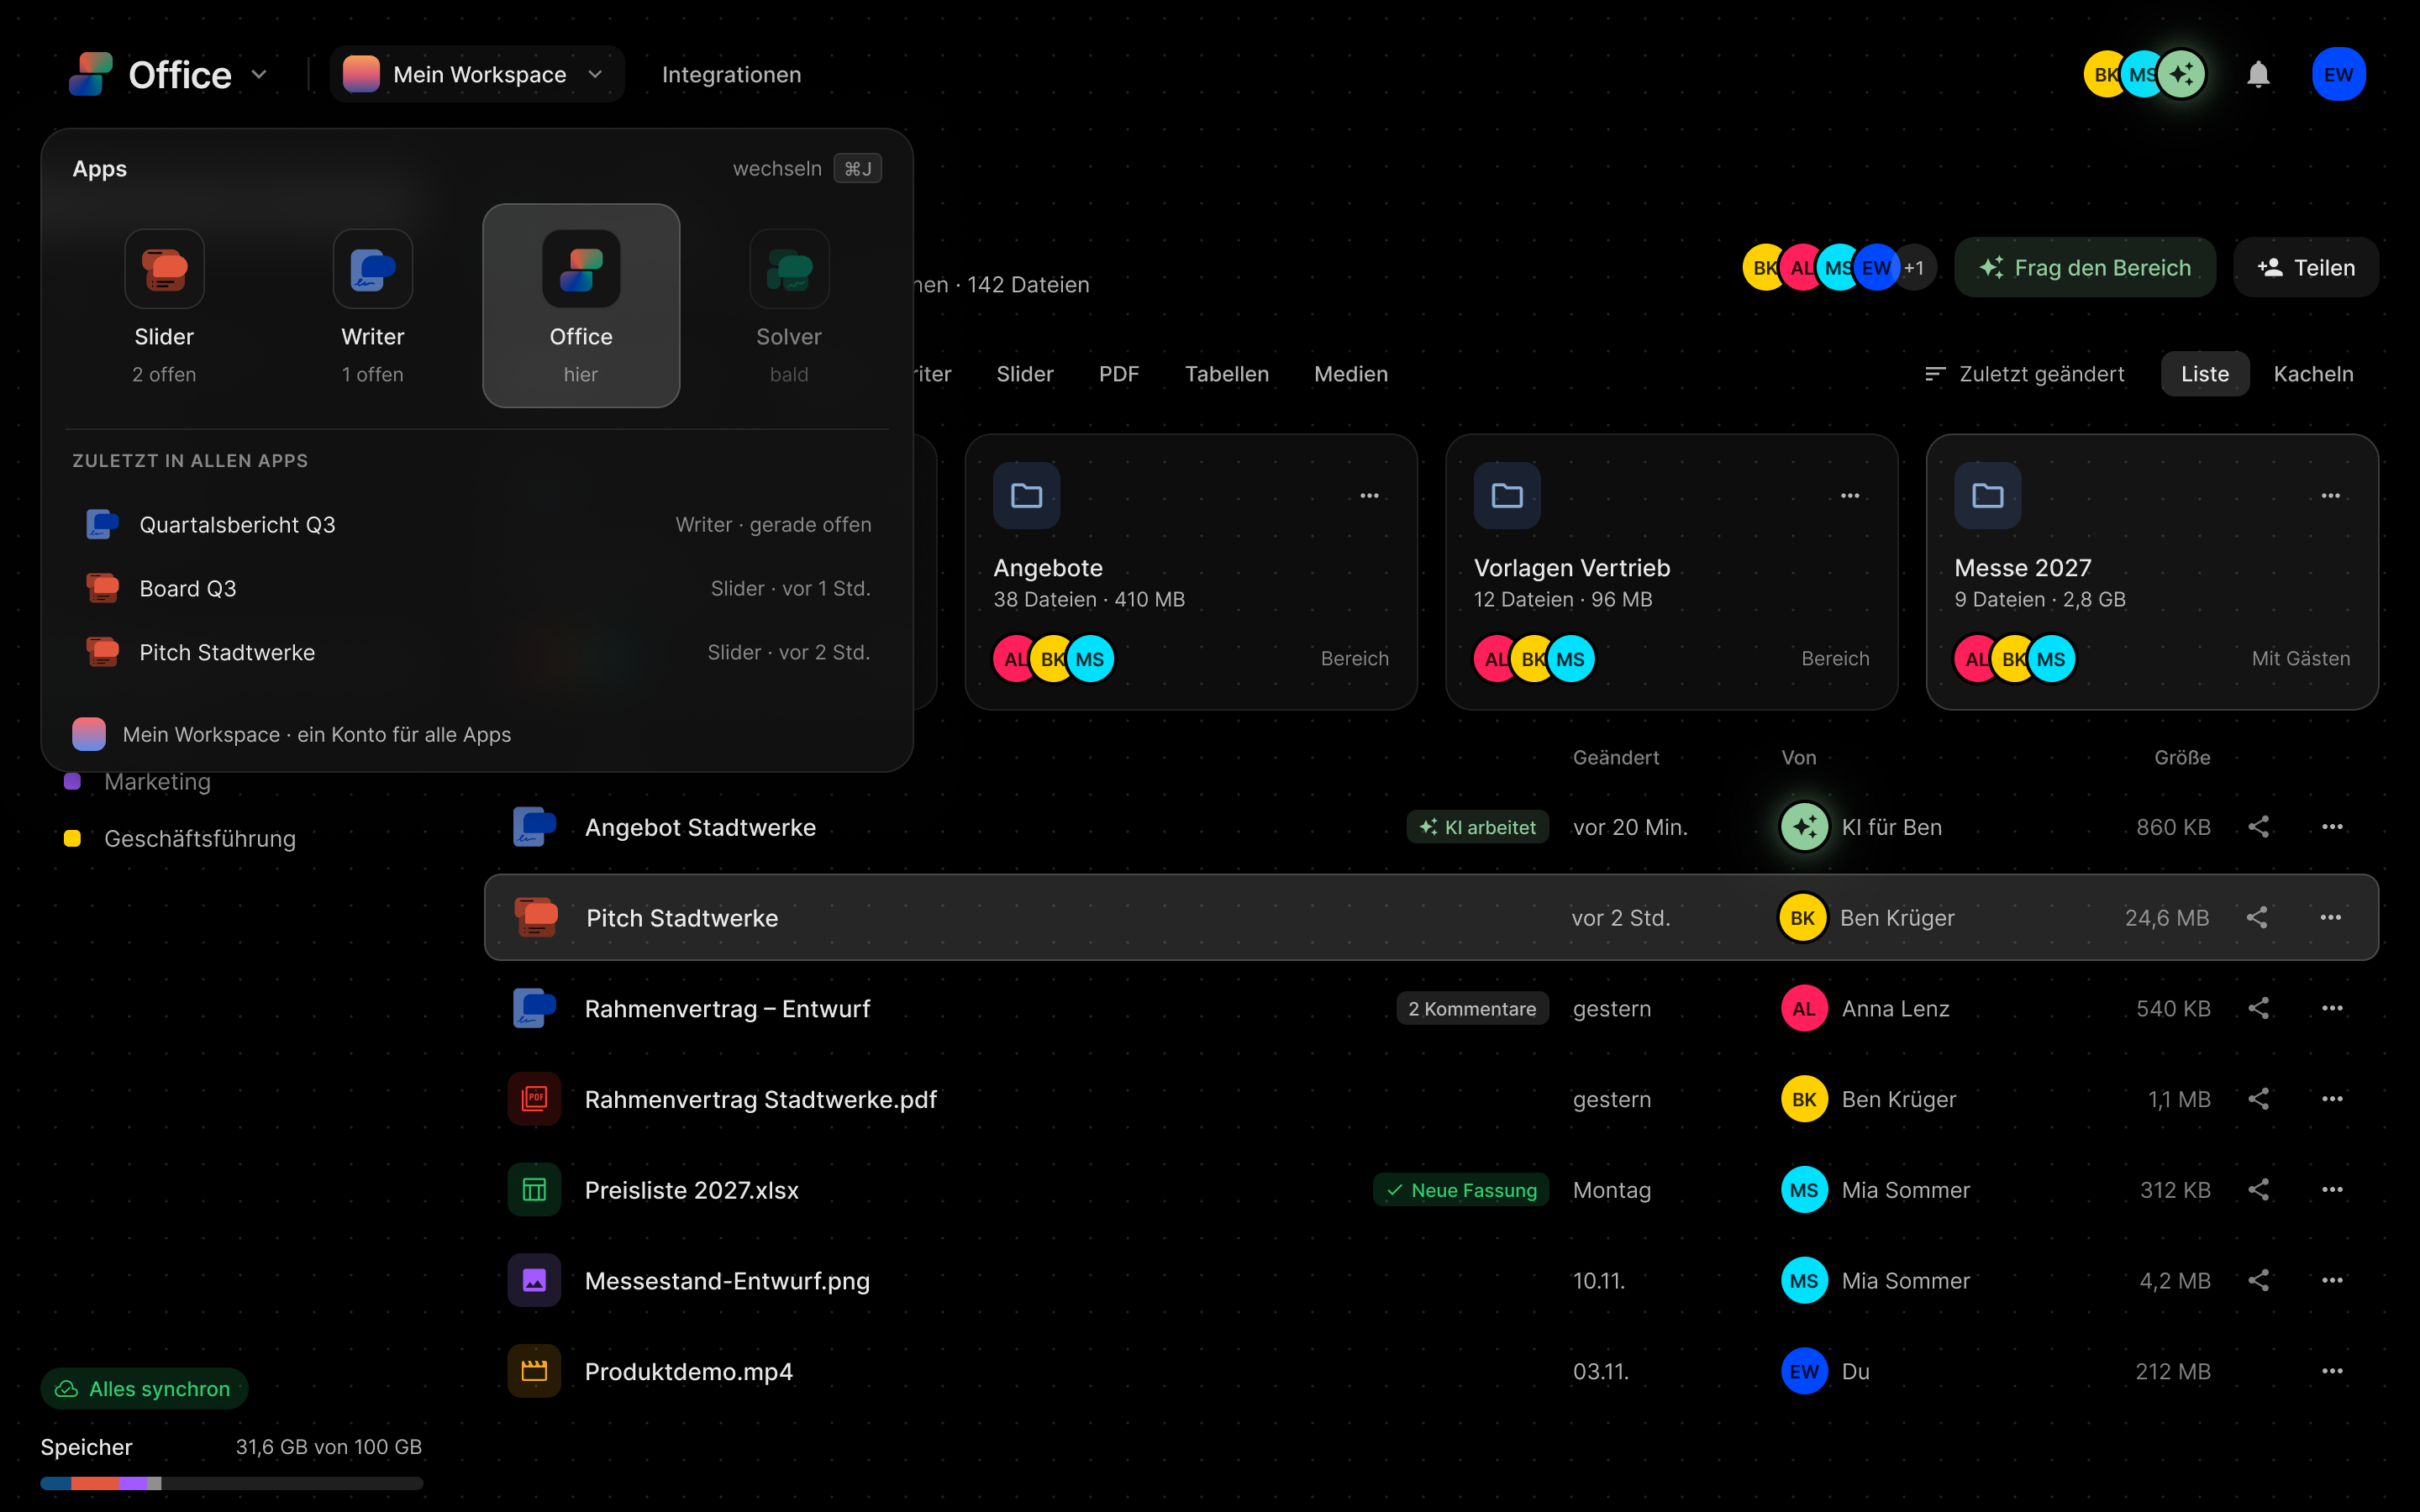 Office
Mein Workspace
Integrationen
BK MS
EW
Apps
wechseln ⌘J
Slider
2 offen
Writer
1 offen
Office
hier
Solver
bald
ZULETZT IN ALLEN APPS
Quartalsbericht Q3
Writer · gerade offen
Board Q3
Slider · vor 1 Std.
Pitch Stadtwerke
Slider · vor 2 Std.
Mein Workspace · ein Konto für alle Apps
· 142 Dateien
BK AL MS EW +1
Frag den Bereich
Teilen
Slider
PDF
Tabellen
Medien
Zuletzt geändert
Liste
Kacheln
Angebote
38 Dateien · 410 MB
AL BK MS
Bereich
Vorlagen Vertrieb
12 Dateien · 96 MB
AL BK MS
Bereich
Messe 2027
9 Dateien · 2,8 GB
AL BK MS
Mit Gästen
Marketing
Geschäftsführung
Geändert
Von
Größe
Angebot Stadtwerke
KI arbeitet
vor 20 Min.
KI für Ben
860 KB
Pitch Stadtwerke
vor 2 Std.
BK
Ben Krüger
24,6 MB
Rahmenvertrag – Entwurf
2 Kommentare
gestern
AL
Anna Lenz
540 KB
PDF
Rahmenvertrag Stadtwerke.pdf
gestern
BK
Ben Krüger
1,1 MB
Preisliste 2027.xlsx
Neue Fassung
Montag
MS
Mia Sommer
312 KB
Messestand-Entwurf.png
10.11.
MS
Mia Sommer
4,2 MB
Produktdemo.mp4
03.11.
EW
Du
212 MB
Alles synchron
Speicher
31,6 GB von 100 GB